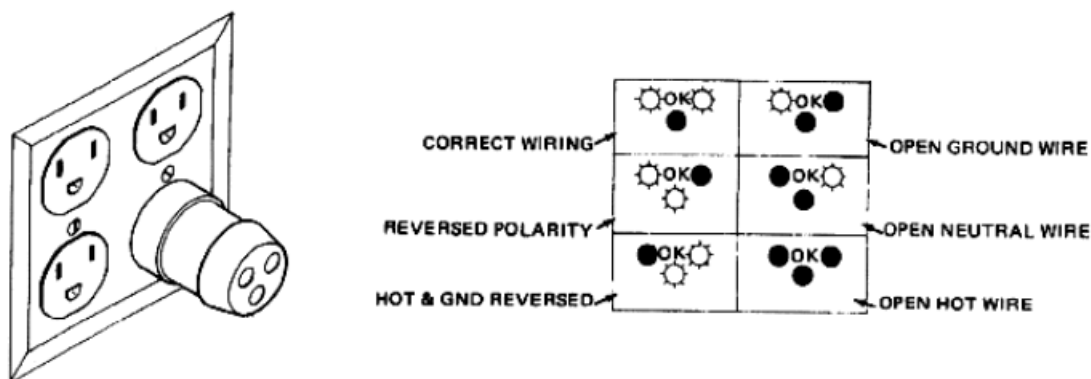 OK OK
CORRECT WIRING
OPEN GROUND WIRE
OK OK
REVERSED POLARITY
OPEN NEUTRAL WIRE
OK OK
HOT & GND REVERSED
OPEN HOT WIRE